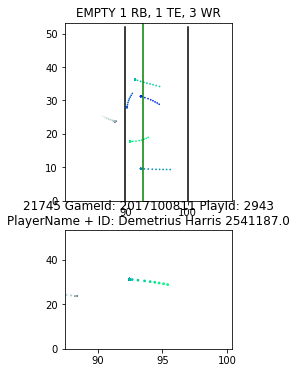 EMPTY 1 RB, 1 TE, 3 WR
50
40
30
20
10
0
90 100
21745 GameId: 2017100811 PlayId: 2943
PlayerName + ID: Demetrius Harris 2541187.0
40
20
0
90 95 100